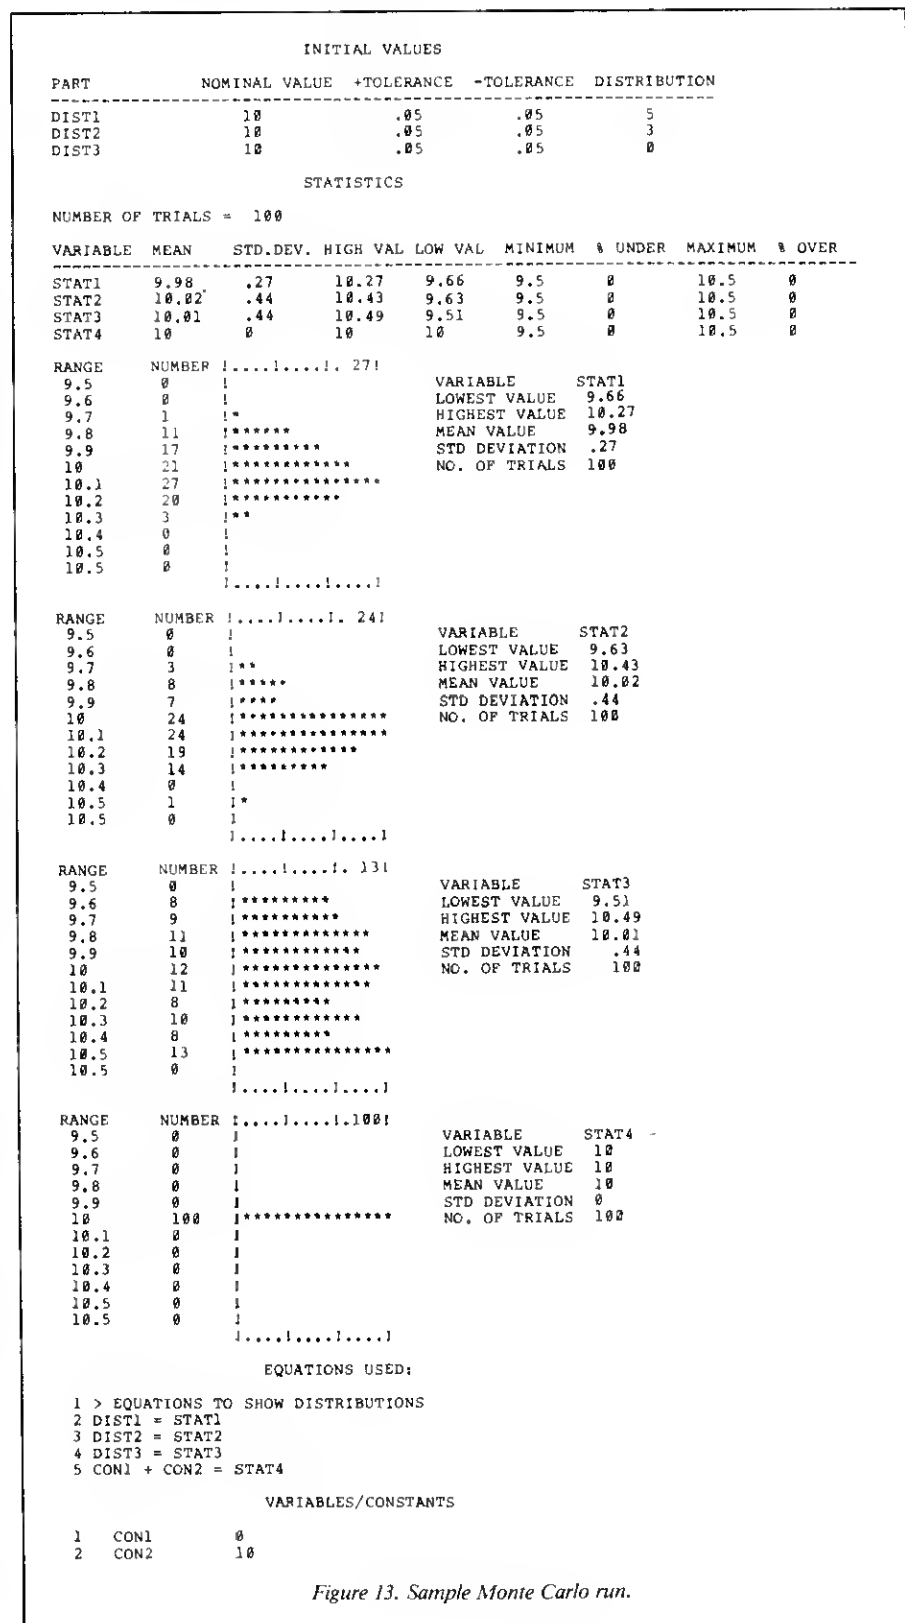 INITIAL VALUES
PART NOMINAL VALUE +TOLERANCE -TOLERANCE DISTRIBUTION
DIST1 10 .05 .05 5
DIST2 10 .05 .05 3
DIST3 10 .05 .05 0
STATISTICS
NUMBER OF TRIALS = 100
VARIABLE MEAN STD.DEV. HIGH VAL LOW VAL MINIMUM % UNDER MAXIMUM % OVER
STAT1 9.98 .27 10.27 9.66 9.5 0 10.5 0
STAT2 10.02 .44 10.43 9.63 9.5 0 10.5 0
STAT3 10.01 .44 10.49 9.51 9.5 0 10.5 0
STAT4 10 0 10 10 9.5 0 10.5 0
RANGE NUMBER !....!....!. 27!
9.5 0 ! VARIABLE STAT1
9.6 0 ! LOWEST VALUE 9.66
9.7 1 !* HIGHEST VALUE 10.27
9.8 11 !****** MEAN VALUE 9.98
9.9 17 !********* STD DEVIATION .27
10 21 !************ NO. OF TRIALS 100
10.1 27 !***************
10.2 20 !***********
10.3 3 !**
10.4 0 !
10.5 0 !
10.5 0 !
!....!....!....!
RANGE NUMBER !....!....!. 24!
9.5 0 ! VARIABLE STAT2
9.6 0 ! LOWEST VALUE 9.63
9.7 3 !** HIGHEST VALUE 10.43
9.8 8 !***** MEAN VALUE 10.02
9.9 7 !**** STD DEVIATION .44
10 24 !*************** NO. OF TRIALS 100
10.1 24 !***************
10.2 19 !************
10.3 14 !*********
10.4 0 !
10.5 1 !*
10.5 0 !
!....!....!....!
RANGE NUMBER !....!....!. 13!
9.5 0 ! VARIABLE STAT3
9.6 8 !********* LOWEST VALUE 9.51
9.7 9 !********** HIGHEST VALUE 10.49
9.8 11 !************* MEAN VALUE 10.01
9.9 10 !************ STD DEVIATION .44
10 12 !************** NO. OF TRIALS 100
10.1 11 !*************
10.2 8 !*********
10.3 10 !************
10.4 8 !*********
10.5 13 !***************
10.5 0 !
!....!....!....!
RANGE NUMBER !....!....!.100!
9.5 0 ! VARIABLE STAT4
9.6 0 ! LOWEST VALUE 10
9.7 0 ! HIGHEST VALUE 10
9.8 0 ! MEAN VALUE 10
9.9 0 ! STD DEVIATION 0
10 100 !*************** NO. OF TRIALS 100
10.1 0 !
10.2 0 !
10.3 0 !
10.4 0 !
10.5 0 !
10.5 0 !
!....!....!....!
EQUATIONS USED:
1 > EQUATIONS TO SHOW DISTRIBUTIONS
2 DIST1 = STAT1
3 DIST2 = STAT2
4 DIST3 = STAT3
5 CON1 + CON2 = STAT4
VARIABLES/CONSTANTS
1 CON1 0
2 CON2 10
Figure 13. Sample Monte Carlo run.